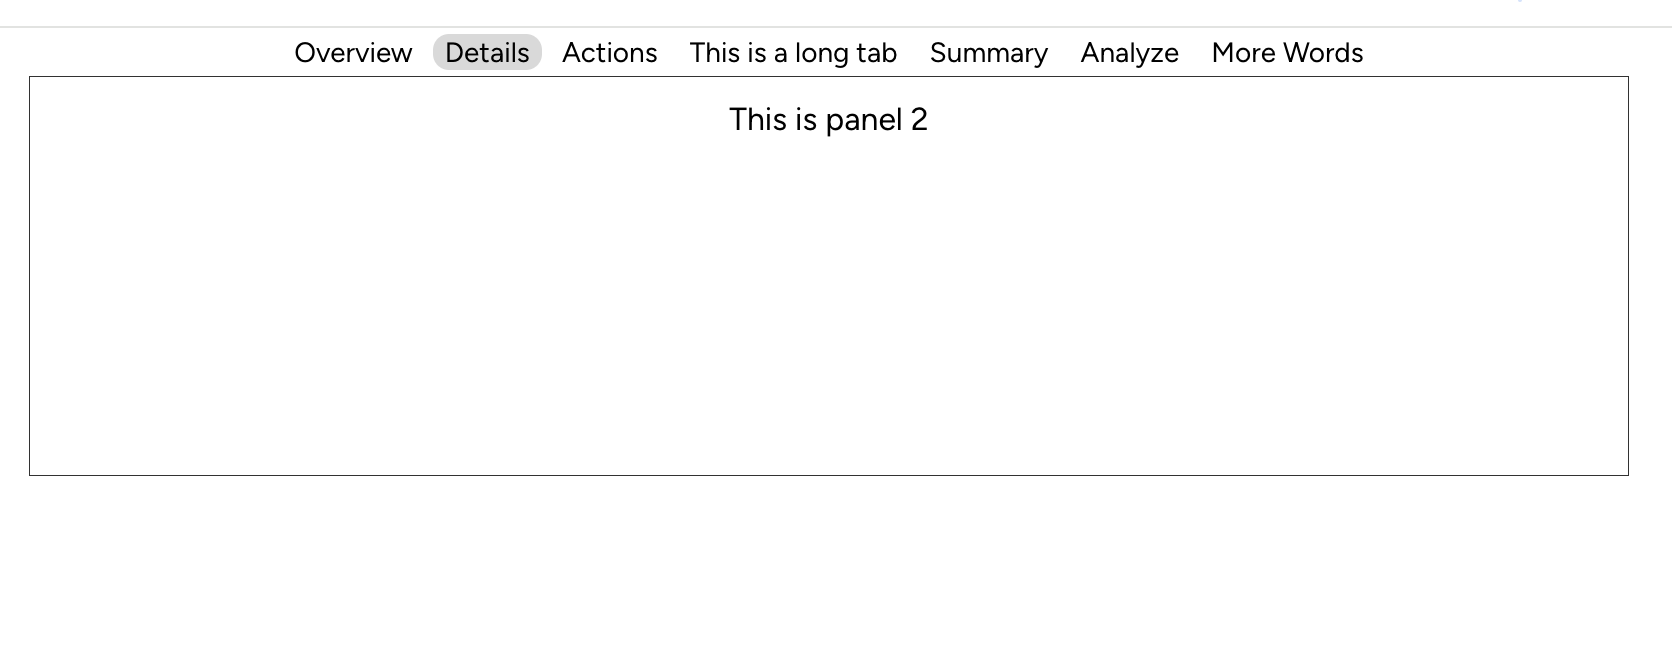 Overview Details Actions This is a long tab Summary Analyze More Words
This is panel 2